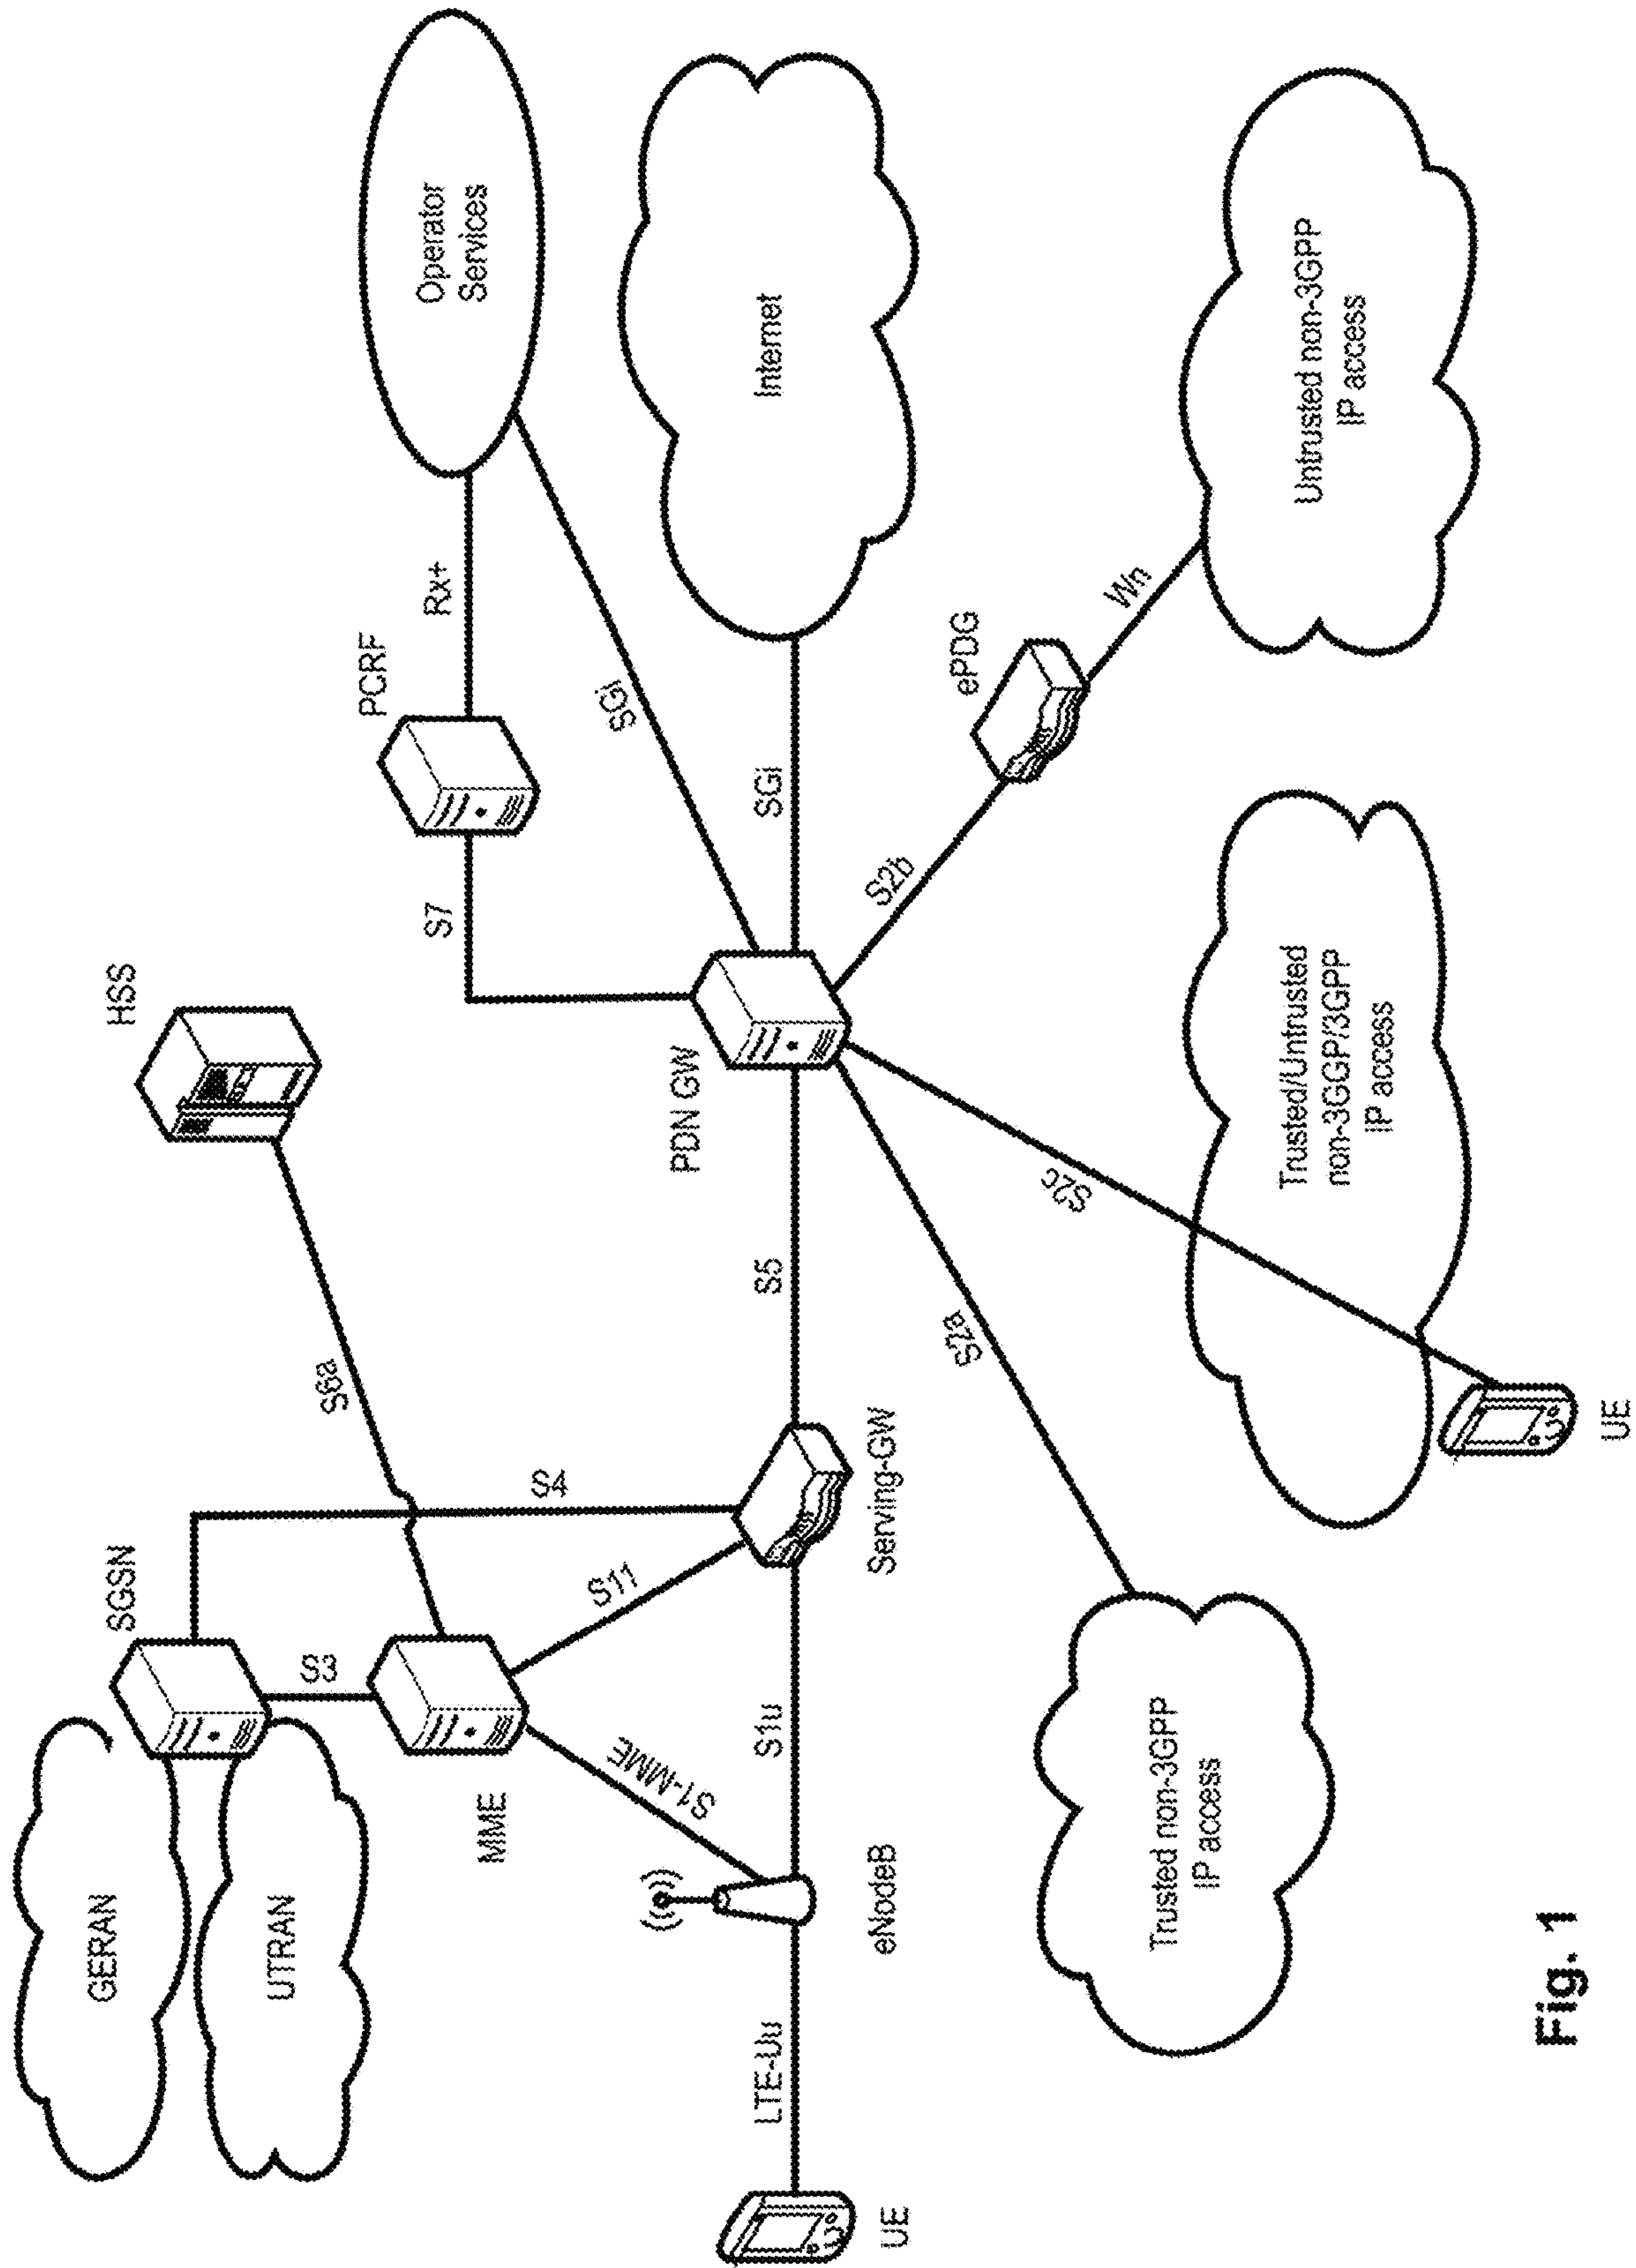 GERAN
SGSN
HSS
UTRAN
S3
S6a
PCRF
Operator
Services
S7
Rx+
MME
S4
S11
S1-MME
SGi
PDN GW
LTE-Uu
S1u
S5
SGi
Internet
UE
eNodeB
Serving-GW
S2b
ePDG
S2a
S2c
Wn
Trusted non-3GPP
IP access
Trusted/Untrusted
non-3GGP/3GPP
IP access
Untrusted non-3GPP
IP access
UE
Fig. 1